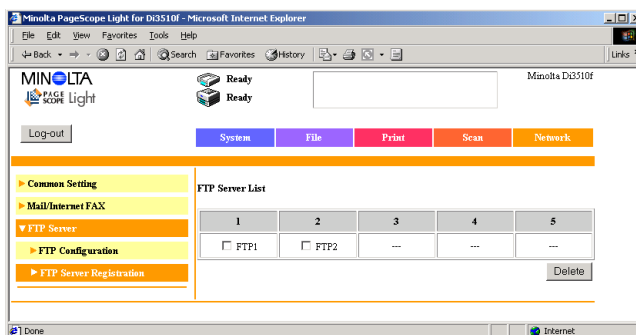 Minolta PageScope Light for Di3510f - Microsoft Internet Explorer
File Edit View Favorites Tools Help
Back Search Favorites History Links
MINOLTA Ready Minolta Di3510f
PAGE SCOPE Light Ready
Log-out System File Print Scan Network
Common Setting
FTP Server List
Mail/Internet FAX
1 2 3 4 5
FTP Server
FTP1 FTP2 --- --- ---
FTP Configuration
FTP Server Registration Delete
Done Internet